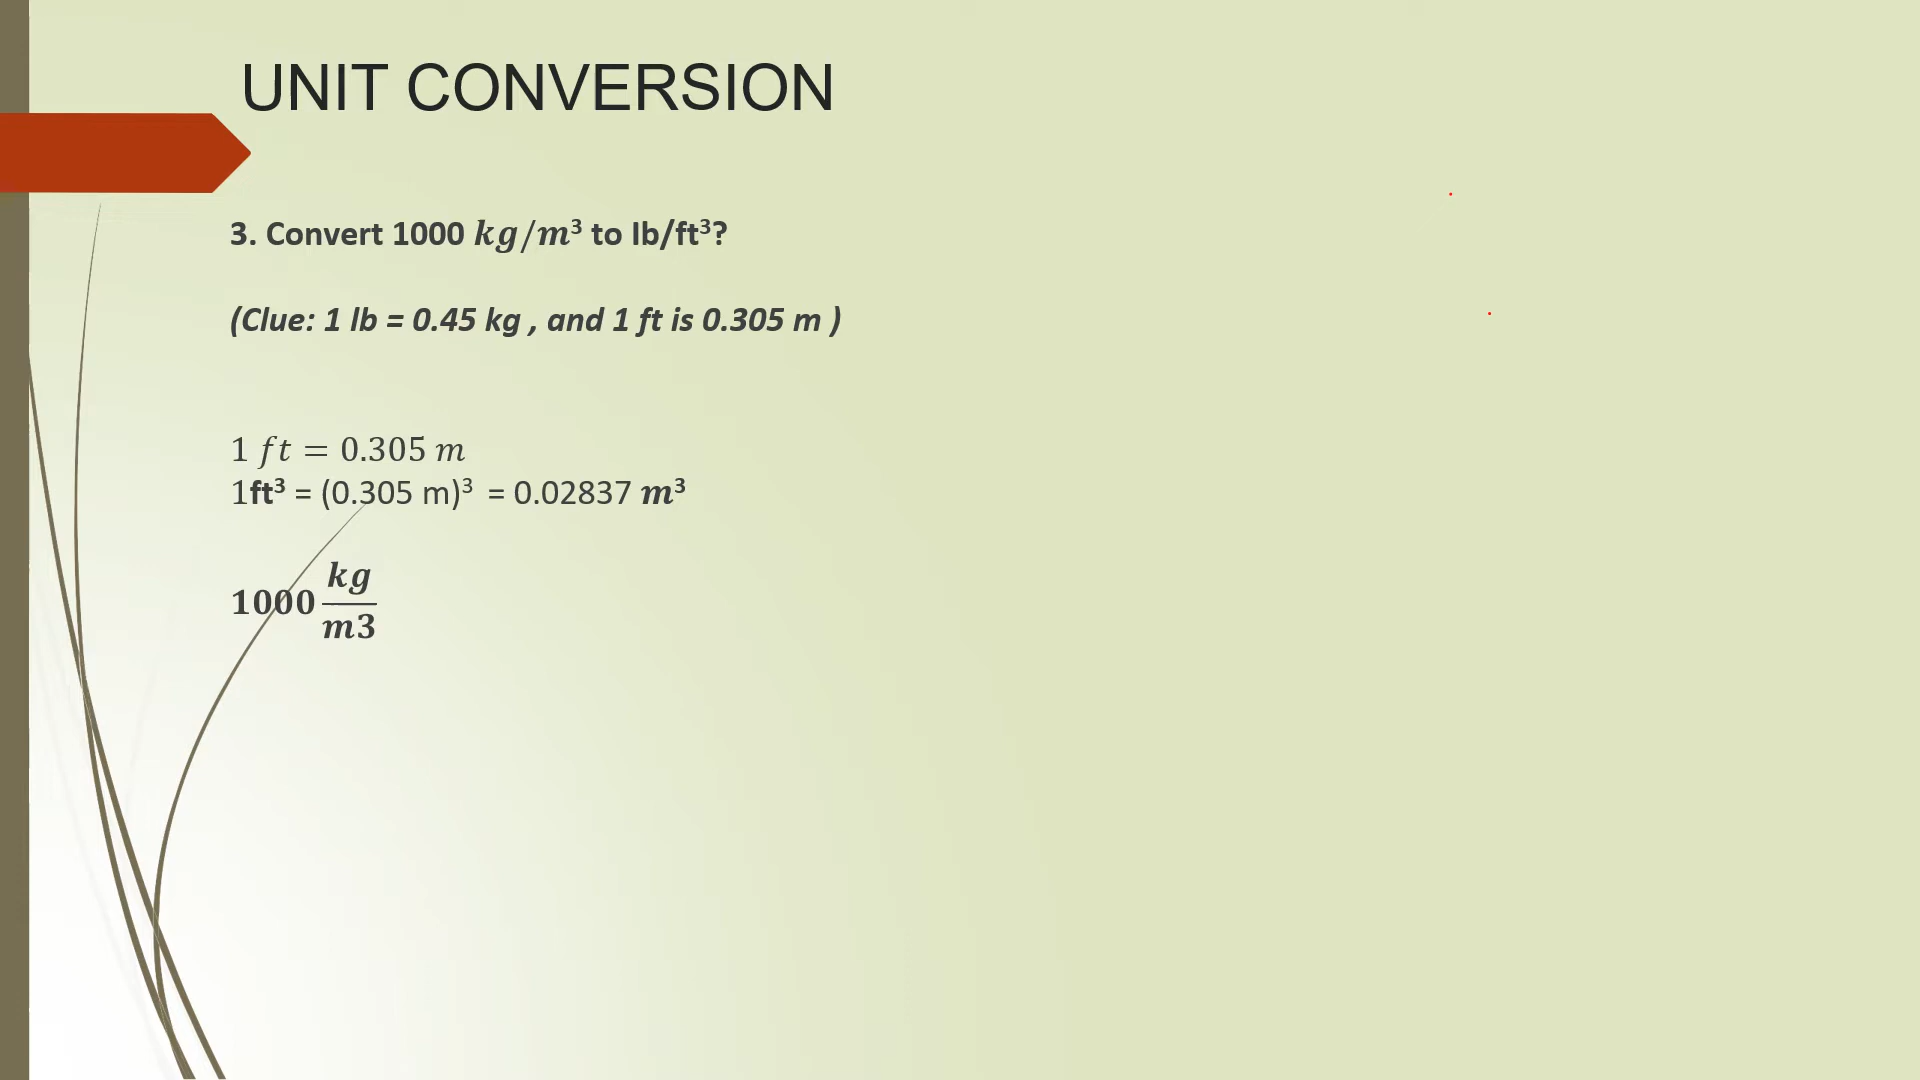 UNIT CONVERSION
3. Convert 1000 kg/m³ to Ib/ft³?
(Clue: 1 lb = 0.45 kg , and 1 ft is 0.305 m )
1 ft = 0.305 m
1ft³ = (0.305 m)³ = 0.02837 m³
1000 kg/m3